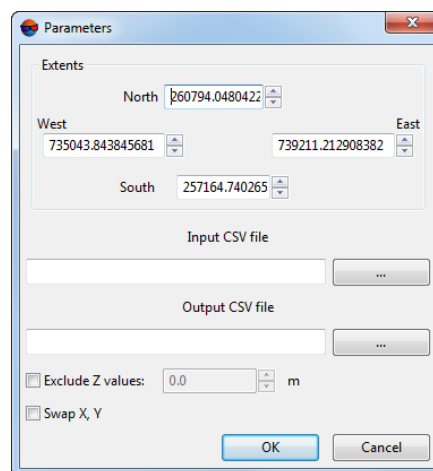 Parameters
Extents
North 260794.0480422
West East
735043.843845681 739211.212908382
South 257164.740265
Input CSV file
...
Output CSV file
...
Exclude Z values: 0.0 m
Swap X, Y
OK Cancel